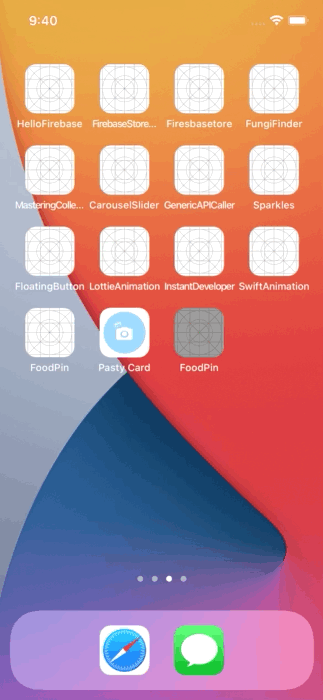 9:40
HelloFirebase FirebaseStore... Firesbasetore FungiFinder
MasteringColle... CarouselSlider GenericAPICaller Sparkles
FloatingButton LottieAnimation InstantDeveloper SwiftAnimation
FoodPin Pasty Card FoodPin